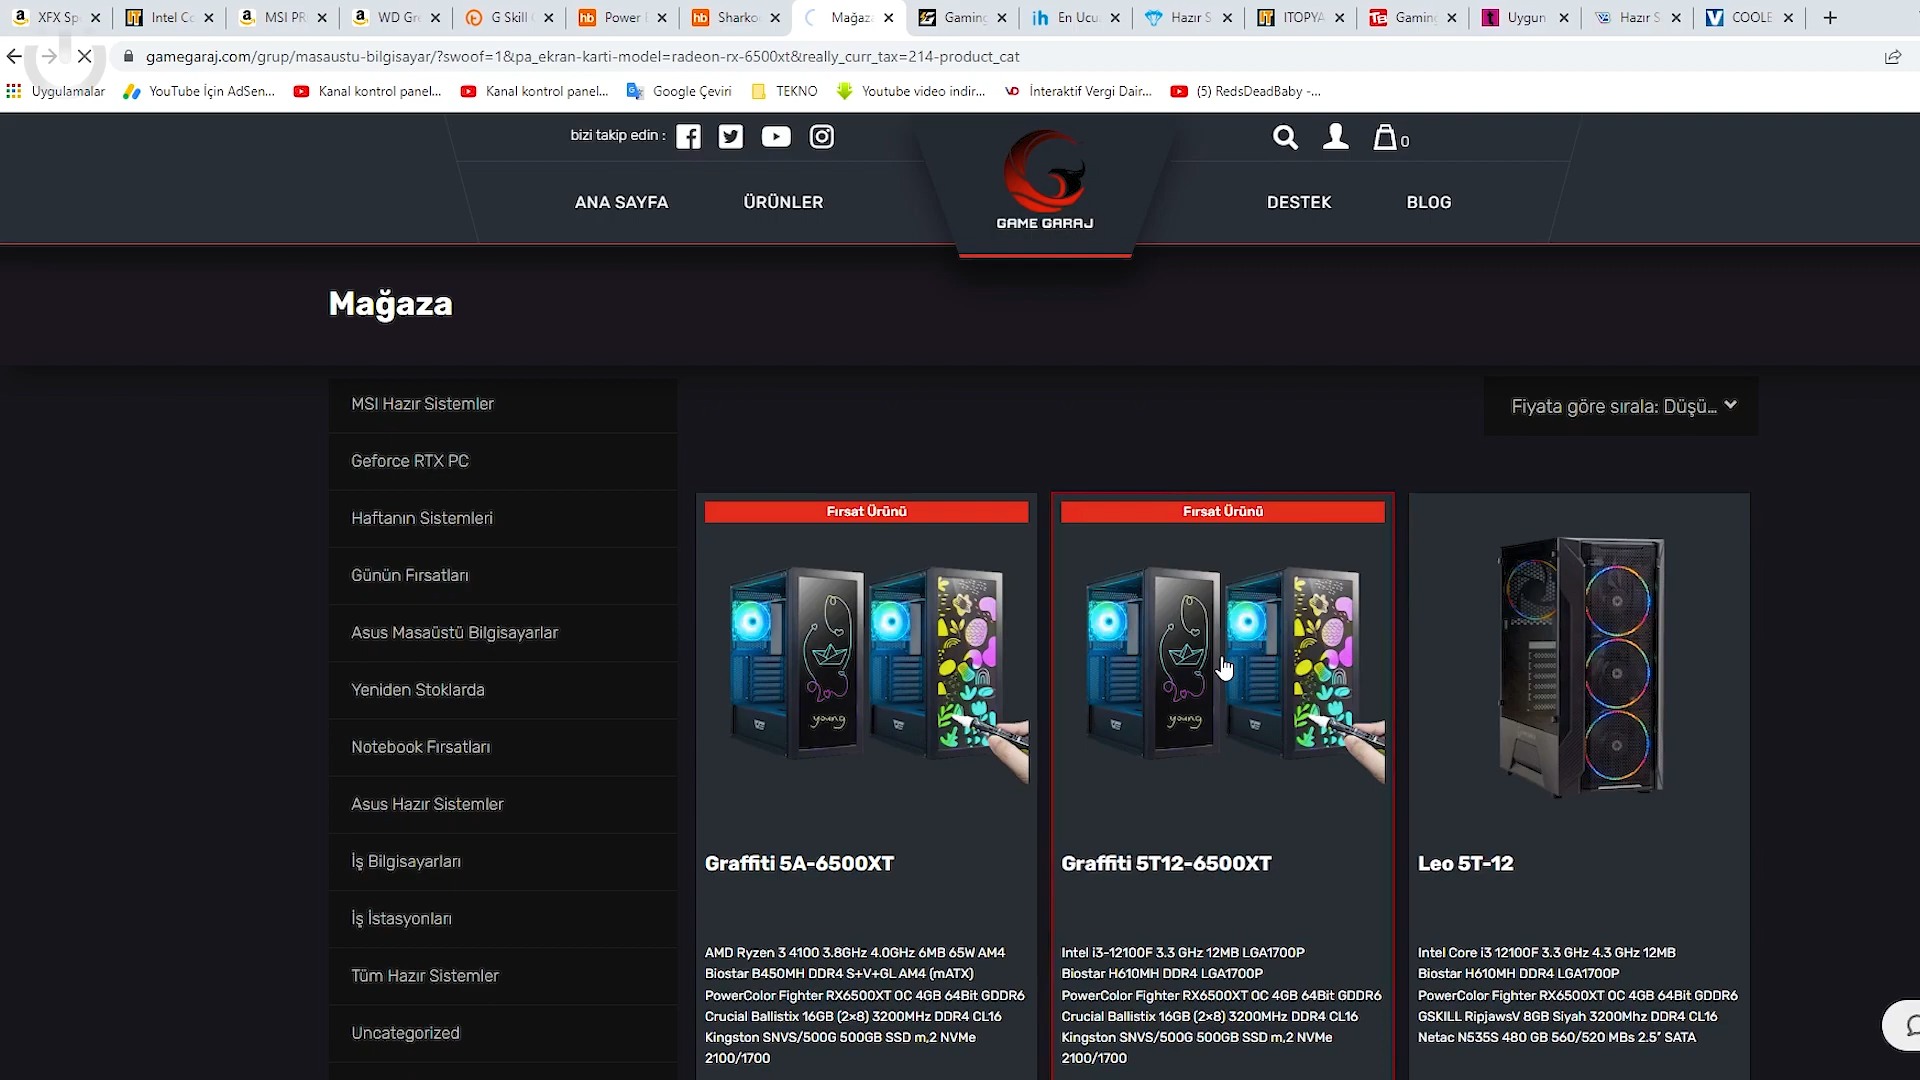 XFX Sp
Intel Co
MSI PR
WD Gre
G Skill
Power
Sharko
Mağaza
Gaming
En Ucu
Hazır S
ITOPYA
Gaming
Uygun
Hazır S
COOLE
gamegaraj.com/grup/masaustu-bilgisayar/?swoof=1&pa_ekran-karti-model=radeon-rx-6500xt&really_curr_tax=214-product_cat
Uygulamalar
YouTube İçin AdSen...
Kanal kontrol panel...
Kanal kontrol panel...
Google Çeviri
TEKNO
Youtube video indir...
İnteraktif Vergi Dair...
(5) RedsDeadBaby -...
bizi takip edin :
0
ANA SAYFA
ÜRÜNLER
GAME GARAJ
DESTEK
BLOG
Mağaza
MSI Hazır Sistemler
Geforce RTX PC
Haftanın Sistemleri
Günün Fırsatları
Asus Masaüstü Bilgisayarlar
Yeniden Stoklarda
Notebook Fırsatları
Asus Hazır Sistemler
İş Bilgisayarları
İş İstasyonları
Tüm Hazır Sistemler
Uncategorized
Fiyata göre sırala: Düşü...
Fırsat Ürünü
young
Graffiti 5A-6500XT
AMD Ryzen 3 4100 3.8GHz 4.0GHz 6MB 65W AM4
Biostar B450MH DDR4 S+V+GL AM4 (mATX)
PowerColor Fighter RX6500XT OC 4GB 64Bit GDDR6
Crucial Ballistix 16GB (2×8) 3200MHz DDR4 CL16
Kingston SNVS/500G 500GB SSD m,2 NVMe
2100/1700
Fırsat Ürünü
young
Graffiti 5T12-6500XT
Intel i3-12100F 3.3 GHz 12MB LGA1700P
Biostar H610MH DDR4 LGA1700P
PowerColor Fighter RX6500XT OC 4GB 64Bit GDDR6
Crucial Ballistix 16GB (2×8) 3200MHz DDR4 CL16
Kingston SNVS/500G 500GB SSD m,2 NVMe
2100/1700
Leo 5T-12
Intel Core i3 12100F 3.3 GHz 4.3 GHz 12MB
Biostar H610MH DDR4 LGA1700P
PowerColor Fighter RX6500XT OC 4GB 64Bit GDDR6
GSKILL RipjawsV 8GB Siyah 3200Mhz DDR4 CL16
Netac N535S 480 GB 560/520 MBs 2.5″ SATA